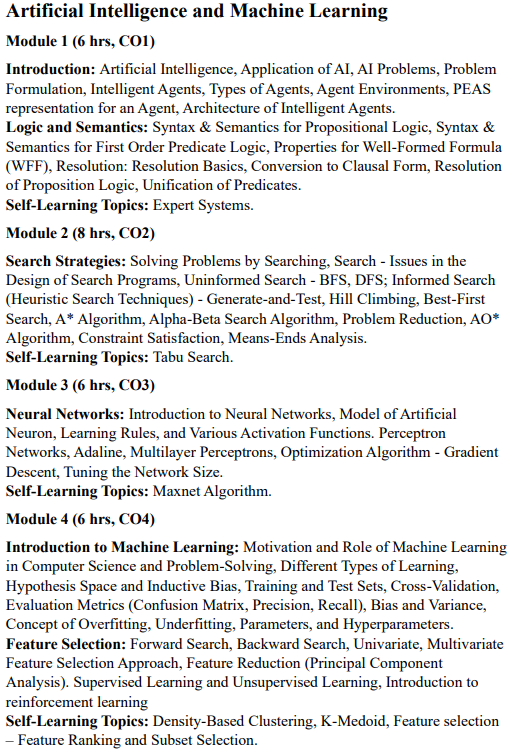 Artificial Intelligence and Machine Learning
Module 1 (6 hrs, CO1)
Introduction: Artificial Intelligence, Application of AI, AI Problems, Problem
Formulation, Intelligent Agents, Types of Agents, Agent Environments, PEAS
representation for an Agent, Architecture of Intelligent Agents.
Logic and Semantics: Syntax & Semantics for Propositional Logic, Syntax &
Semantics for First Order Predicate Logic, Properties for Well-Formed Formula
(WFF), Resolution: Resolution Basics, Conversion to Clausal Form, Resolution
of Proposition Logic, Unification of Predicates.
Self-Learning Topics: Expert Systems.
Module 2 (8 hrs, CO2)
Search Strategies: Solving Problems by Searching, Search - Issues in the
Design of Search Programs, Uninformed Search - BFS, DFS; Informed Search
(Heuristic Search Techniques) - Generate-and-Test, Hill Climbing, Best-First
Search, A* Algorithm, Alpha-Beta Search Algorithm, Problem Reduction, AO*
Algorithm, Constraint Satisfaction, Means-Ends Analysis.
Self-Learning Topics: Tabu Search.
Module 3 (6 hrs, CO3)
Neural Networks: Introduction to Neural Networks, Model of Artificial
Neuron, Learning Rules, and Various Activation Functions. Perceptron
Networks, Adaline, Multilayer Perceptrons, Optimization Algorithm - Gradient
Descent, Tuning the Network Size.
Self-Learning Topics: Maxnet Algorithm.
Module 4 (6 hrs, CO4)
Introduction to Machine Learning: Motivation and Role of Machine Learning
in Computer Science and Problem-Solving, Different Types of Learning,
Hypothesis Space and Inductive Bias, Training and Test Sets, Cross-Validation,
Evaluation Metrics (Confusion Matrix, Precision, Recall), Bias and Variance,
Concept of Overfitting, Underfitting, Parameters, and Hyperparameters.
Feature Selection: Forward Search, Backward Search, Univariate, Multivariate
Feature Selection Approach, Feature Reduction (Principal Component
Analysis). Supervised Learning and Unsupervised Learning, Introduction to
reinforcement learning
Self-Learning Topics: Density-Based Clustering, K-Medoid, Feature selection
– Feature Ranking and Subset Selection.